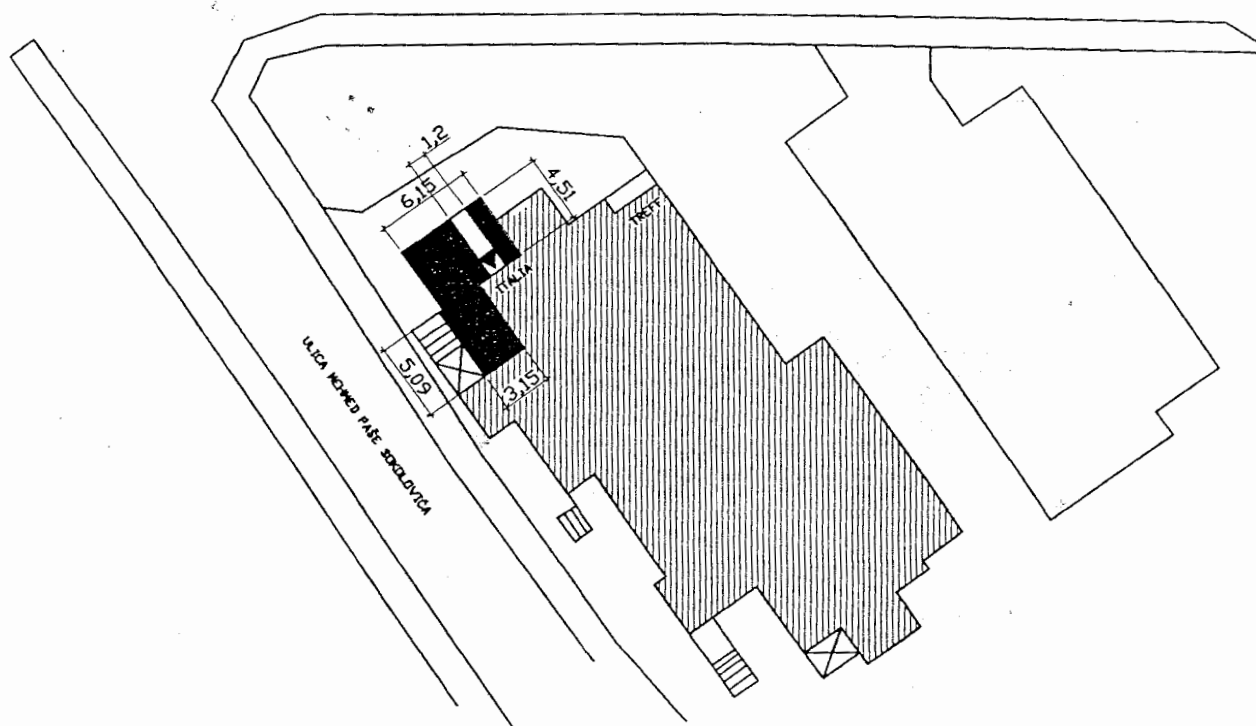 1,2
6,15
4,51
TREFF
ITALIA
5,09
3,15
ULICA MEHMED PAŠE SOKOLOVIĆA